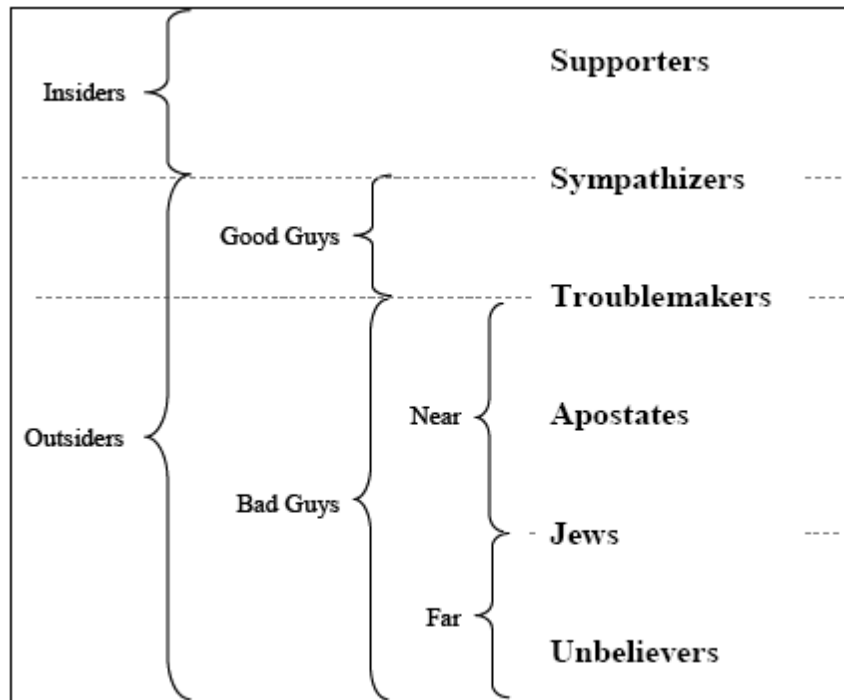 Supporters
Insiders
Sympathizers
Good Guys
Troublemakers
Near
Apostates
Outsiders
Bad Guys
Jews
Far
Unbelievers